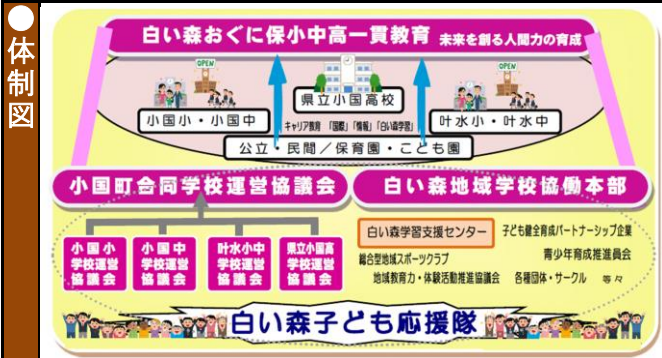 ●体制図
白い森おぐに保小中高一貫教育 未来を創る人間力の育成
OPEN
OPEN
県立小国高校
小国小・小国中
キャリア教育 「国際」「情報」「白い森学習」
叶水小・叶水中
公立・民間／保育園・こども園
小国町合同学校運営協議会
白い森地域学校協働本部
小国小
学校運営
協議会
小国中
学校運営
協議会
叶水小中
学校運営
協議会
県立小国高
学校運営
協議会
白い森学習支援センター
子ども健全育成パートナーシップ企業
総合型地域スポーツクラブ
青少年育成推進員会
地域教育力・体験活動推進協議会
各種団体・サークル 等々
白い森子ども応援隊